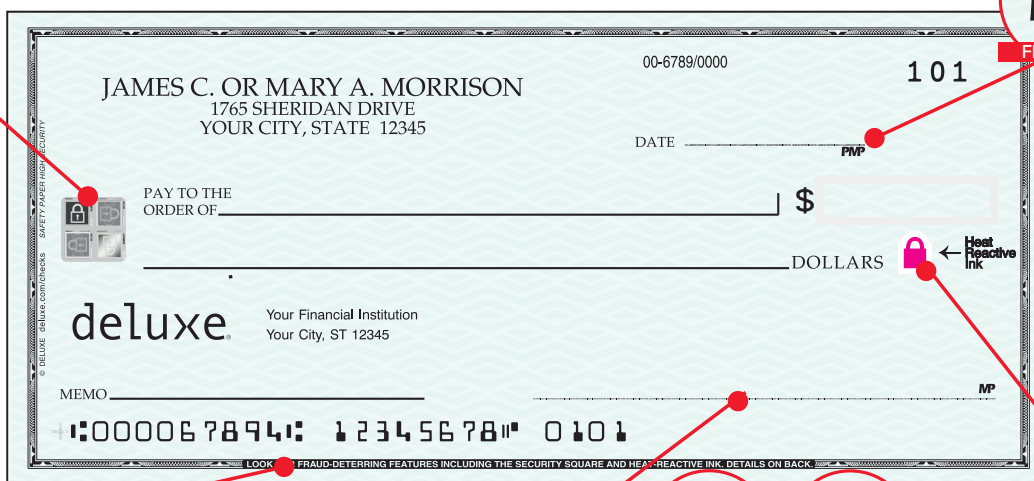 00-6789/0000
101
JAMES C. OR MARY A. MORRISON
1765 SHERIDAN DRIVE
YOUR CITY, STATE 12345
DATE
PMP
SAFETY PAPER HIGH SECURITY
© DELUXE deluxe.com/checks
PAY TO THE
ORDER OF
$
DOLLARS
Heat
Reactive
Ink
deluxe®
Your Financial Institution
Your City, ST 12345
MEMO
MP
⑆000067894⑆ 12345678⑈ 0101
LOOK FRAUD-DETERRING FEATURES INCLUDING THE SECURITY SQUARE AND HEAT-REACTIVE INK. DETAILS ON BACK.